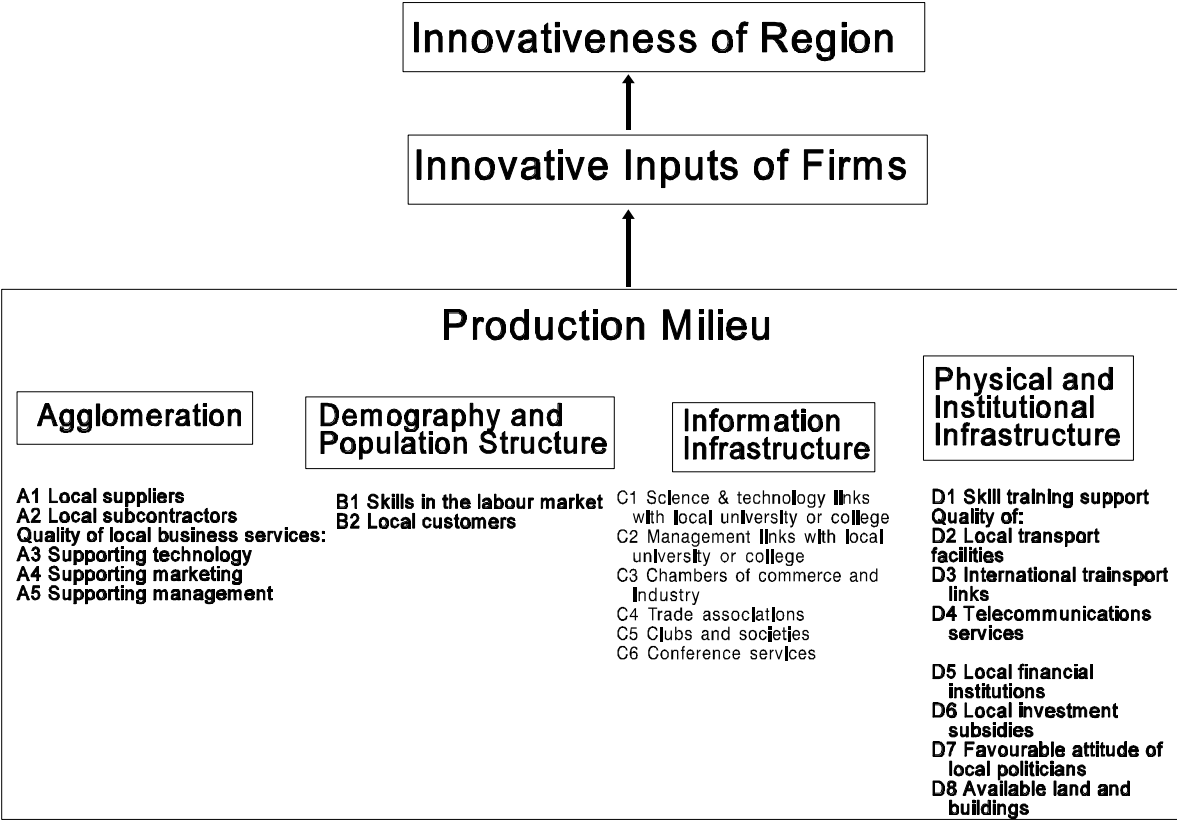 Innovativeness of Region
Innovative Inputs of Firms
Production Milieu
Agglomeration
A1 Local suppliers
A2 Local subcontractors
Quality of local business services:
A3 Supporting technology
A4 Supporting marketing
A5 Supporting management
Demography and
Population Structure
B1 Skills in the labour market
B2 Local customers
Information
Infrastructure
C1 Science & technology links
with local university or college
C2 Management links with local
university or college
C3 Chambers of commerce and
Industry
C4 Trade associations
C5 Clubs and societies
C6 Conference services
Physical and
Institutional
Infrastructure
D1 Skill training support
Quality of:
D2 Local transport
facilities
D3 International trainsport
links
D4 Telecommunications
services
D5 Local financial
institutions
D6 Local investment
subsidies
D7 Favourable attitude of
local politicians
D8 Available land and
buildings